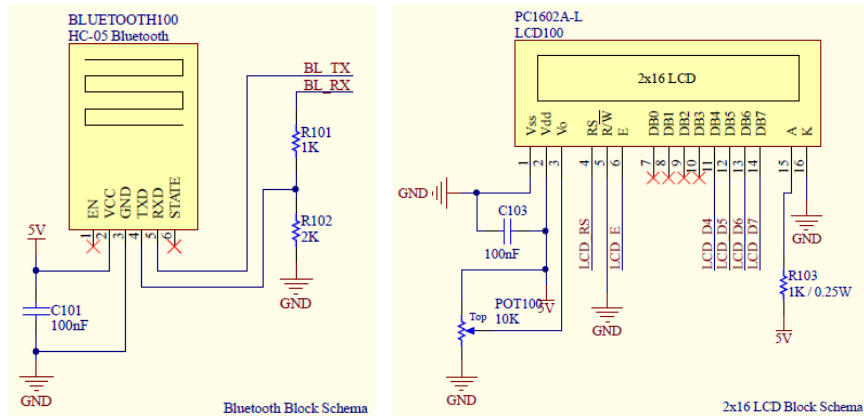 BLUETOOTH100
HC-05 Bluetooth
BL_TX
BL_RX
R101
1K
R102
2K
GND
EN
VCC
GND
TXD
RXD
STATE
1
2
3
4
5
6
5V
C101
100nF
GND
Bluetooth Block Schema
PC1602A-L
LCD100
2x16 LCD
Vss
Vdd
Vo
RS
R/W
E
DB0
DB1
DB2
DB3
DB4
DB5
DB6
DB7
A
K
1
2
3
4
5
6
7
8
9
10
11
12
13
14
15
16
GND
C103
100nF
LCD_RS
LCD_E
LCD_D4
LCD_D5
LCD_D6
LCD_D7
GND
R103
1K / 0.25W
5V
5V
POT100
10K
Top
GND
GND
2x16 LCD Block Schema